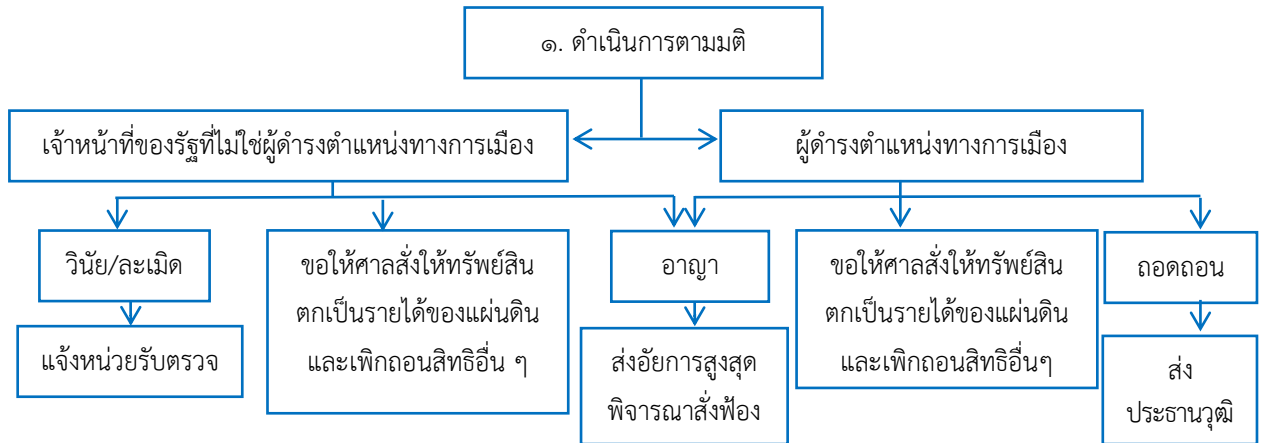 ๑. ดำเนินการตามมติ
เจ้าหน้าที่ของรัฐที่ไม่ใช่ผู้ดำรงตำแหน่งทางการเมือง
ผู้ดำรงตำแหน่งทางการเมือง
วินัย/ละเมิด
แจ้งหน่วยรับตรวจ
ขอให้ศาลสั่งให้ทรัพย์สิน
ตกเป็นรายได้ของแผ่นดิน
และเพิกถอนสิทธิอื่น ๆ
อาญา
ส่งอัยการสูงสุด
พิจารณาสั่งฟ้อง
ขอให้ศาลสั่งให้ทรัพย์สิน
ตกเป็นรายได้ของแผ่นดิน
และเพิกถอนสิทธิอื่นๆ
ถอดถอน
ส่ง
ประธานวุฒิ